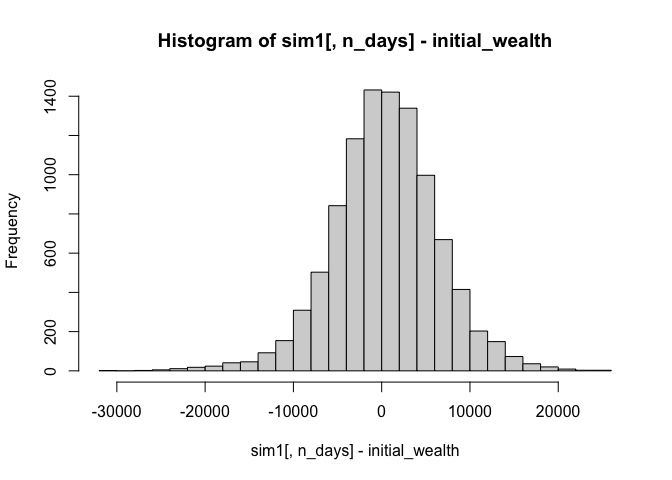 Histogram of sim1[, n_days] - initial_wealth
Frequency
1400
1000
600
200
0
-30000 -20000 -10000 0 10000 20000
sim1[, n_days] - initial_wealth